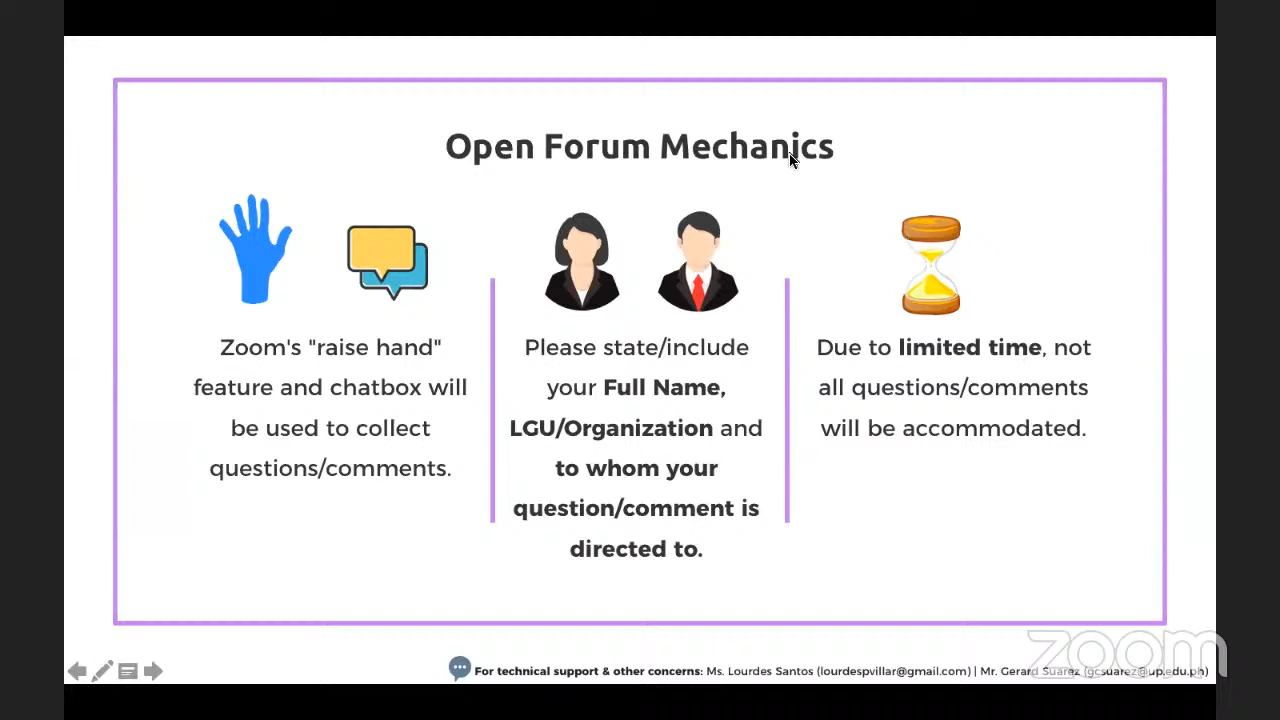 Open Forum Mechanics
Zoom's "raise hand"
feature and chatbox will
be used to collect
questions/comments.
Please state/include
your Full Name,
LGU/Organization and
to whom your
question/comment is
directed to.
Due to limited time, not
all questions/comments
will be accommodated.
For technical support & other concerns: Ms. Lourdes Santos (lourdespvillar@gmail.com) | Mr. Gerard Suarez (gcsuarez@up.edu.ph)
zoom